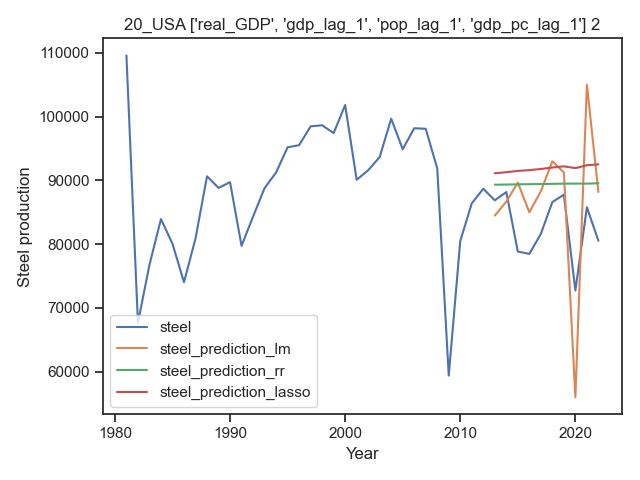 20_USA ['real_GDP', 'gdp_lag_1', 'pop_lag_1', 'gdp_pc_lag_1'] 2
110000
100000
90000
80000
70000
60000
Steel production
steel
steel_prediction_lm
steel_prediction_rr
steel_prediction_lasso
1980
1990
2000
2010
2020
Year